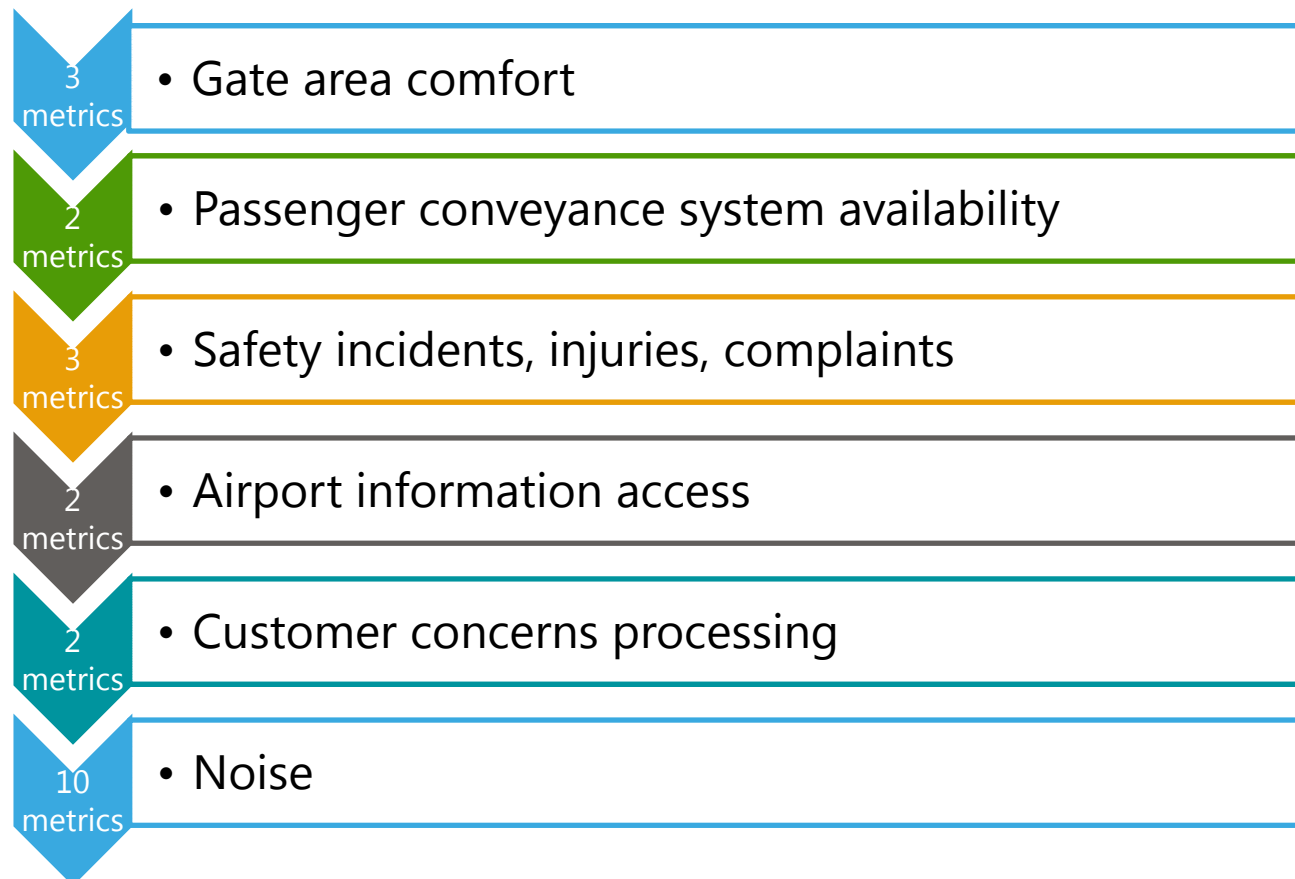 3
metrics
• Gate area comfort
2
metrics
• Passenger conveyance system availability
3
metrics
• Safety incidents, injuries, complaints
2
metrics
• Airport information access
2
metrics
• Customer concerns processing
10
metrics
• Noise